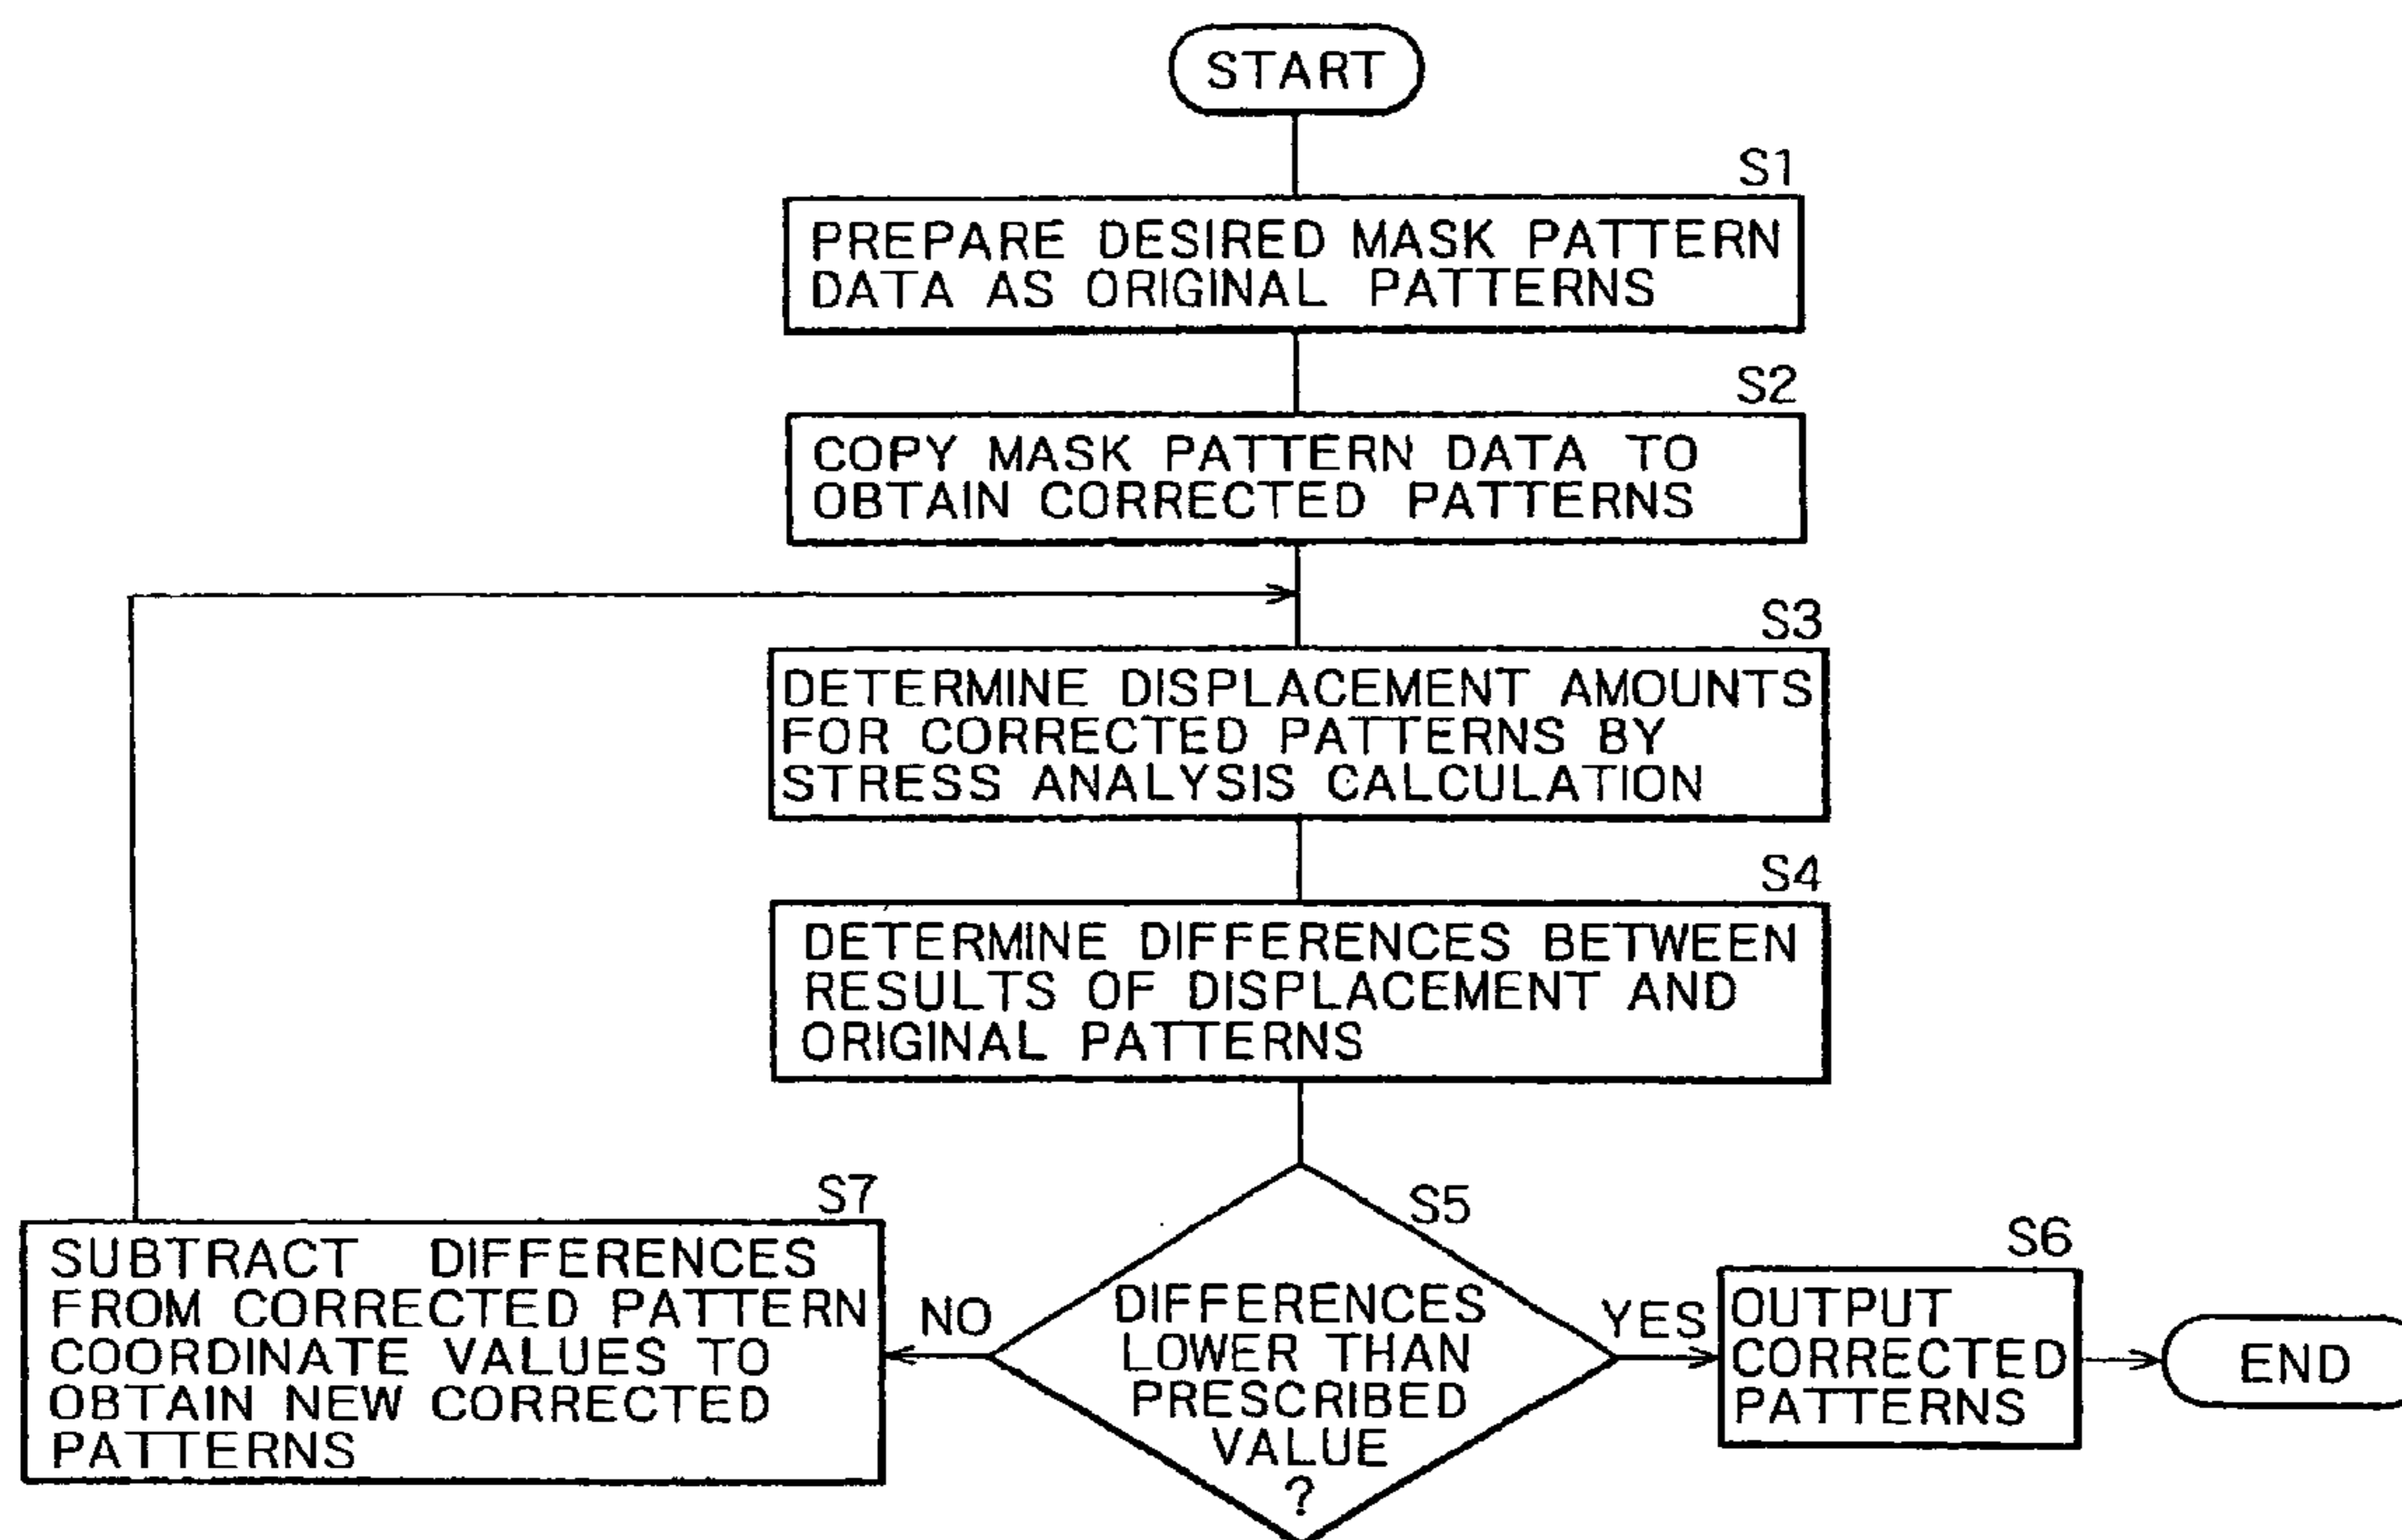 START
S1
PREPARE DESIRED MASK PATTERN
DATA AS ORIGINAL PATTERNS
S2
COPY MASK PATTERN DATA TO
OBTAIN CORRECTED PATTERNS
S3
DETERMINE DISPLACEMENT AMOUNTS
FOR CORRECTED PATTERNS BY
STRESS ANALYSIS CALCULATION
S4
DETERMINE DIFFERENCES BETWEEN
RESULTS OF DISPLACEMENT AND
ORIGINAL PATTERNS
S5
DIFFERENCES
LOWER THAN
PRESCRIBED
VALUE
?
YES
S6
OUTPUT
CORRECTED
PATTERNS
END
NO
S7
SUBTRACT DIFFERENCES
FROM CORRECTED PATTERN
COORDINATE VALUES TO
OBTAIN NEW CORRECTED
PATTERNS